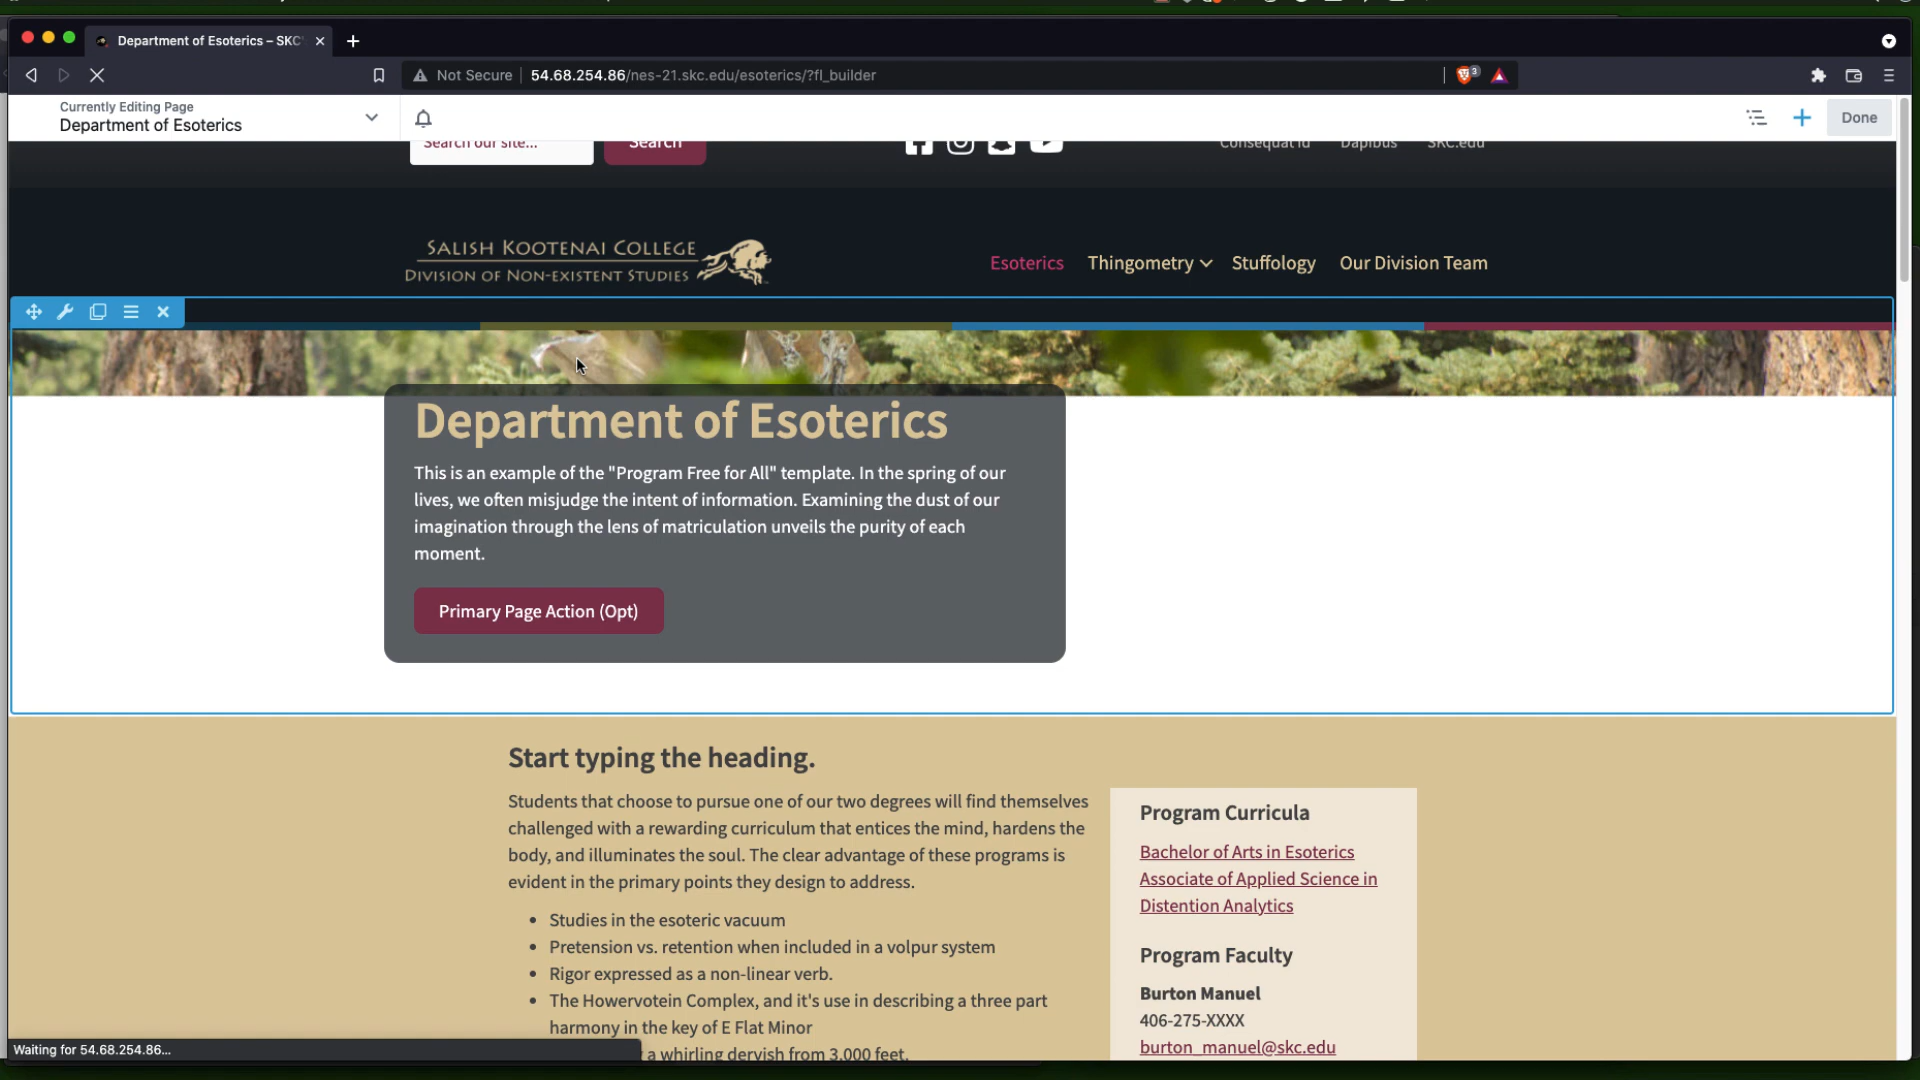 Department of Esoterics – SKC
Not Secure
54.68.254.86/nes-21.skc.edu/esoterics/?fl_builder
3
Currently Editing Page
Department of Esoterics
Done
Search our site...
Search
Consequat id
Dapibus
SKC.edu
SALISH KOOTENAI COLLEGE
DIVISION OF NON-EXISTENT STUDIES
Esoterics
Thingometry
Stuffology
Our Division Team
Department of Esoterics
This is an example of the "Program Free for All" template. In the spring of our
lives, we often misjudge the intent of information. Examining the dust of our
imagination through the lens of matriculation unveils the purity of each
moment.
Primary Page Action (Opt)
Start typing the heading.
Students that choose to pursue one of our two degrees will find themselves
challenged with a rewarding curriculum that entices the mind, hardens the
body, and illuminates the soul. The clear advantage of these programs is
evident in the primary points they design to address.
Studies in the esoteric vacuum
Pretension vs. retention when included in a volpur system
Rigor expressed as a non-linear verb.
The Howervotein Complex, and it's use in describing a three part
harmony in the key of E Flat Minor
a whirling dervish from 3,000 feet.
Program Curricula
Bachelor of Arts in Esoterics
Associate of Applied Science in
Distention Analytics
Program Faculty
Burton Manuel
406-275-XXXX
burton_manuel@skc.edu
Waiting for 54.68.254.86...